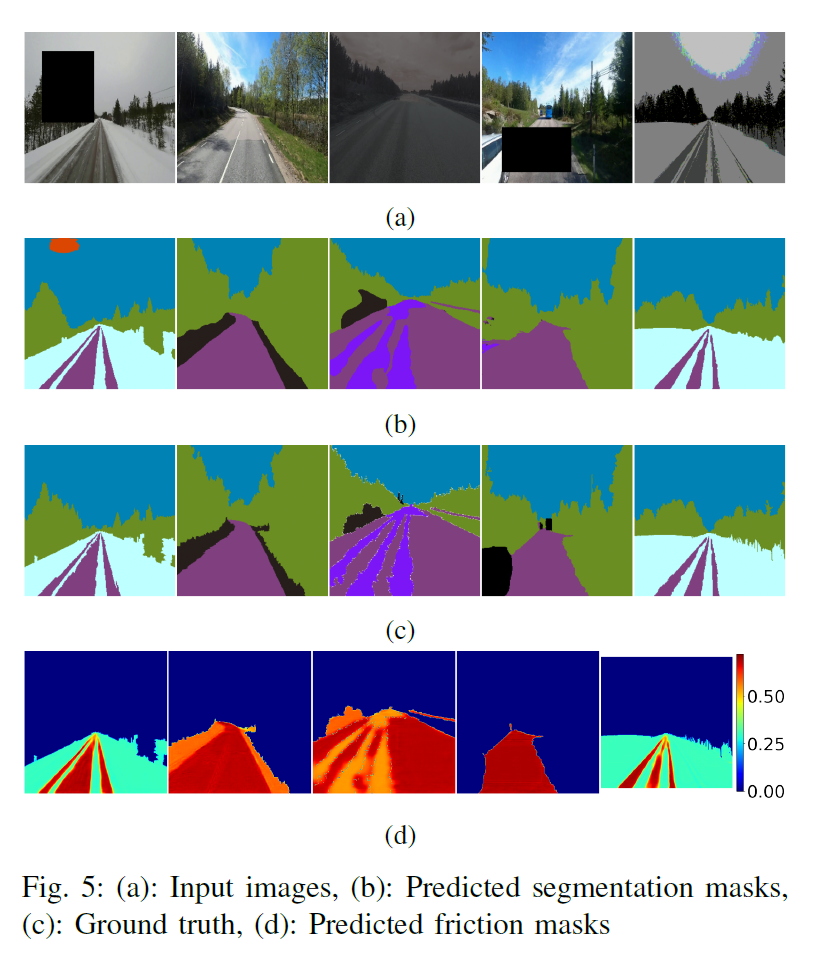 (a)
(b)
(c)
0.50
0.25
0.00
(d)
Fig. 5: (a): Input images, (b): Predicted segmentation masks,
(c): Ground truth, (d): Predicted friction masks